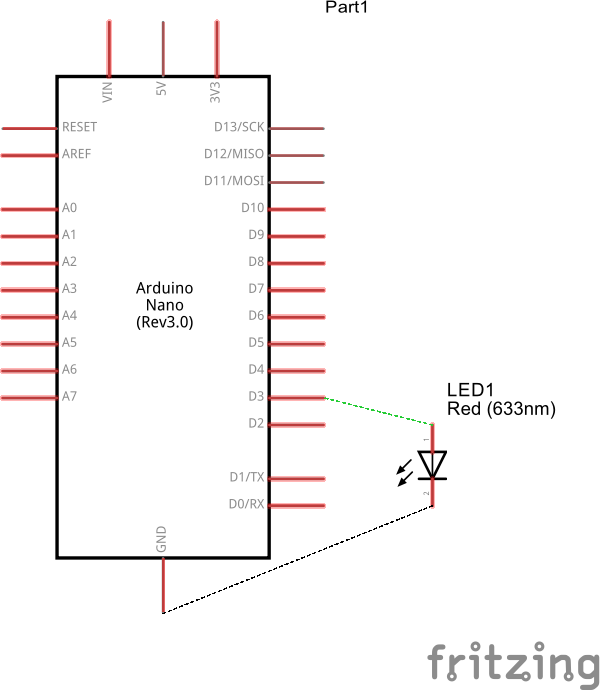 Part1
VIN
5V
3V3
RESET
D13/SCK
AREF
D12/MISO
D11/MOSI
A0
D10
A1
D9
A2
D8
A3
D7
Arduino
Nano
(Rev3.0)
A4
D6
A5
D5
A6
D4
A7
D3
D2
LED1
Red (633nm)
1
2
D1/TX
D0/RX
GND
fritzing